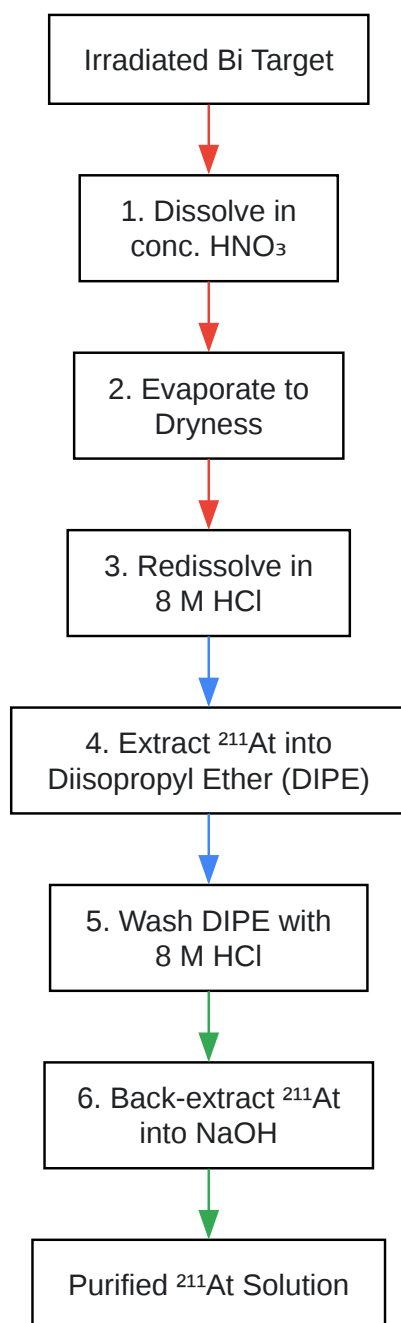 Irradiated Bi Target
1. Dissolve in
conc. HNO₃
2. Evaporate to
Dryness
3. Redissolve in
8 M HCl
4. Extract ²¹¹At into
Diisopropyl Ether (DIPE)
5. Wash DIPE with
8 M HCl
6. Back-extract ²¹¹At
into NaOH
Purified ²¹¹At Solution